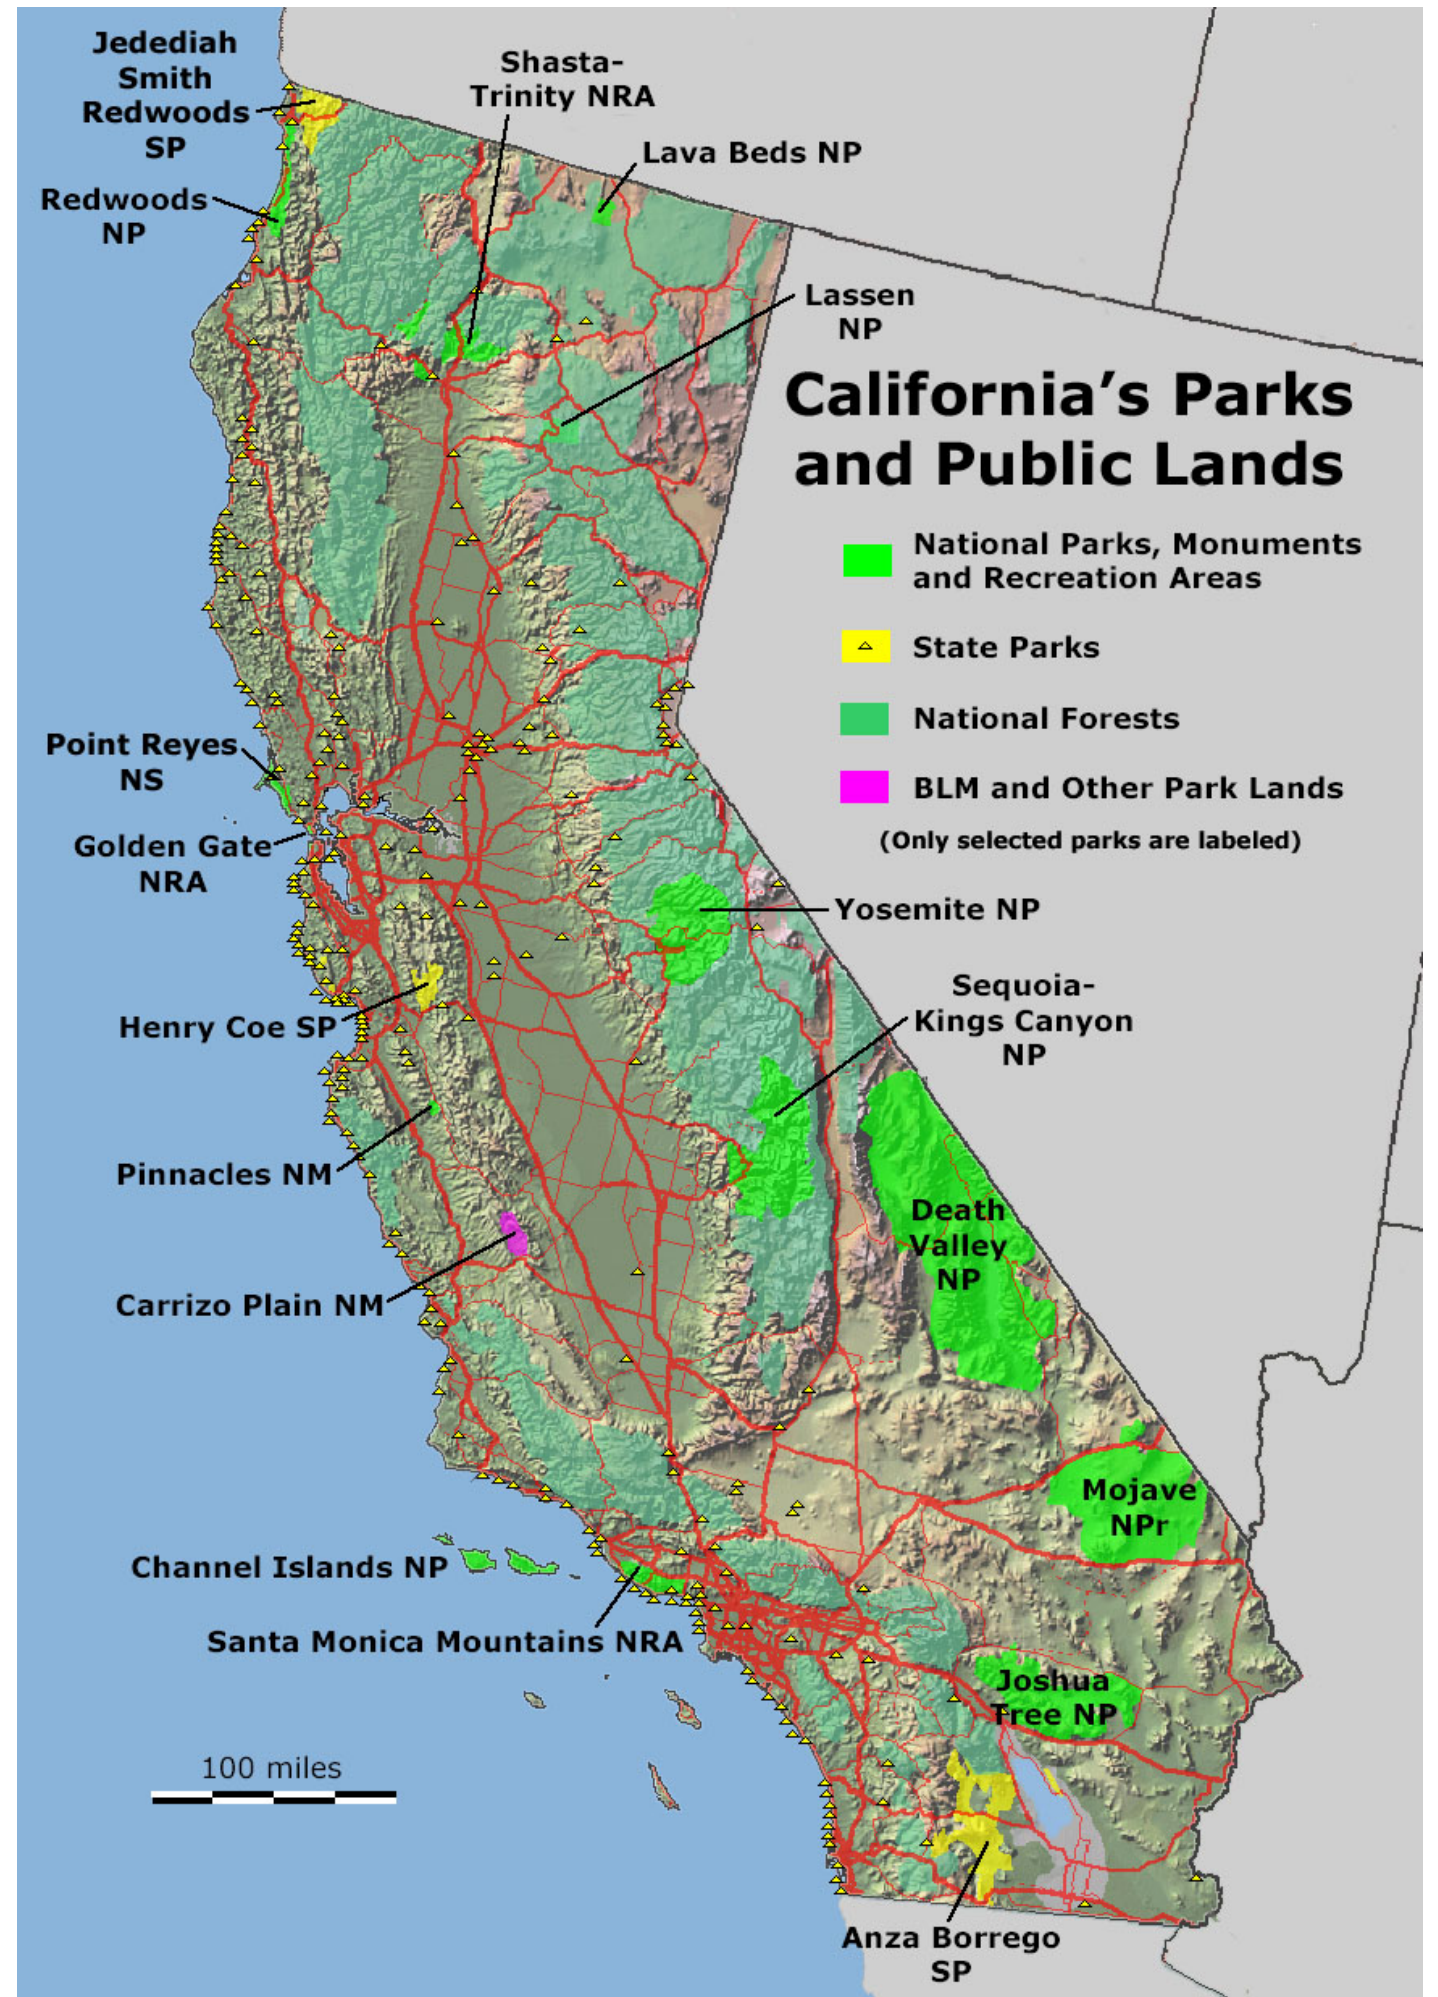 Jedediah
Smith
Redwoods
SP
Shasta-
Trinity NRA
Lava Beds NP
Redwoods
NP
Lassen
NP
California's Parks
and Public Lands
National Parks, Monuments
and Recreation Areas
State Parks
National Forests
BLM and Other Park Lands
(Only selected parks are labeled)
Point Reyes
NS
Golden Gate
NRA
Yosemite NP
Sequoia-
Kings Canyon
NP
Henry Coe SP
Pinnacles NM
Death
Valley
NP
Carrizo Plain NM
Mojave
NPr
Channel Islands NP
Santa Monica Mountains NRA
Joshua
Tree NP
100 miles
Anza Borrego
SP